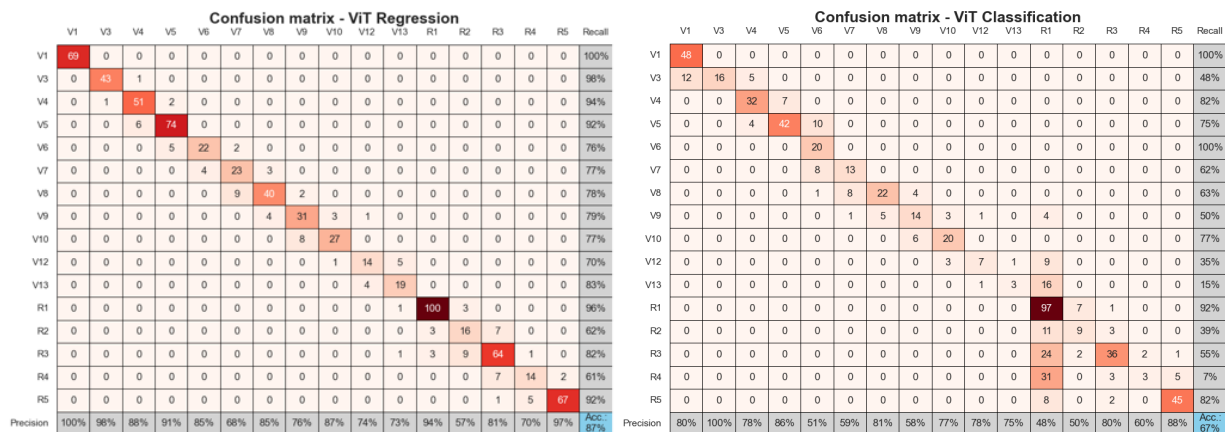 Confusion matrix - ViT Regression
V1 V3 V4 V5 V6 V7 V8 V9 V10 V12 V13 R1 R2 R3 R4 R5 Recall
V1 69 0 0 0 0 0 0 0 0 0 0 0 0 0 0 0 100%
V3 0 43 1 0 0 0 0 0 0 0 0 0 0 0 0 0 98%
V4 0 1 51 2 0 0 0 0 0 0 0 0 0 0 0 0 94%
V5 0 0 6 74 0 0 0 0 0 0 0 0 0 0 0 0 92%
V6 0 0 0 5 22 2 0 0 0 0 0 0 0 0 0 0 76%
V7 0 0 0 0 4 23 3 0 0 0 0 0 0 0 0 0 77%
V8 0 0 0 0 0 9 40 2 0 0 0 0 0 0 0 0 78%
V9 0 0 0 0 0 0 4 31 3 1 0 0 0 0 0 0 79%
V10 0 0 0 0 0 0 0 8 27 0 0 0 0 0 0 0 77%
V12 0 0 0 0 0 0 0 0 1 14 5 0 0 0 0 0 70%
V13 0 0 0 0 0 0 0 0 0 4 19 0 0 0 0 0 83%
R1 0 0 0 0 0 0 0 0 0 0 1 100 3 0 0 0 96%
R2 0 0 0 0 0 0 0 0 0 0 0 3 16 7 0 0 62%
R3 0 0 0 0 0 0 0 0 0 0 1 3 9 64 1 0 82%
R4 0 0 0 0 0 0 0 0 0 0 0 0 0 7 14 2 61%
R5 0 0 0 0 0 0 0 0 0 0 0 0 0 1 5 67 92%
Precision 100% 98% 88% 91% 85% 68% 85% 76% 87% 74% 73% 94% 57% 81% 70% 97% Acc.: 87%
Confusion matrix - ViT Classification
V1 V3 V4 V5 V6 V7 V8 V9 V10 V12 V13 R1 R2 R3 R4 R5 Recall
V1 48 0 0 0 0 0 0 0 0 0 0 0 0 0 0 0 100%
V3 12 16 5 0 0 0 0 0 0 0 0 0 0 0 0 0 48%
V4 0 0 32 7 0 0 0 0 0 0 0 0 0 0 0 0 82%
V5 0 0 4 42 10 0 0 0 0 0 0 0 0 0 0 0 75%
V6 0 0 0 0 20 0 0 0 0 0 0 0 0 0 0 0 100%
V7 0 0 0 0 8 13 0 0 0 0 0 0 0 0 0 0 62%
V8 0 0 0 0 1 8 22 4 0 0 0 0 0 0 0 0 63%
V9 0 0 0 0 0 1 5 14 3 1 0 4 0 0 0 0 50%
V10 0 0 0 0 0 0 0 6 20 0 0 0 0 0 0 0 77%
V12 0 0 0 0 0 0 0 0 3 7 1 9 0 0 0 0 35%
V13 0 0 0 0 0 0 0 0 0 1 3 16 0 0 0 0 15%
R1 0 0 0 0 0 0 0 0 0 0 0 97 7 1 0 0 92%
R2 0 0 0 0 0 0 0 0 0 0 0 11 9 3 0 0 39%
R3 0 0 0 0 0 0 0 0 0 0 0 24 2 36 2 1 55%
R4 0 0 0 0 0 0 0 0 0 0 0 31 0 3 3 5 7%
R5 0 0 0 0 0 0 0 0 0 0 0 8 0 2 0 45 82%
Precision 80% 100% 78% 86% 51% 59% 81% 58% 77% 78% 75% 48% 50% 80% 60% 88% Acc.: 67%